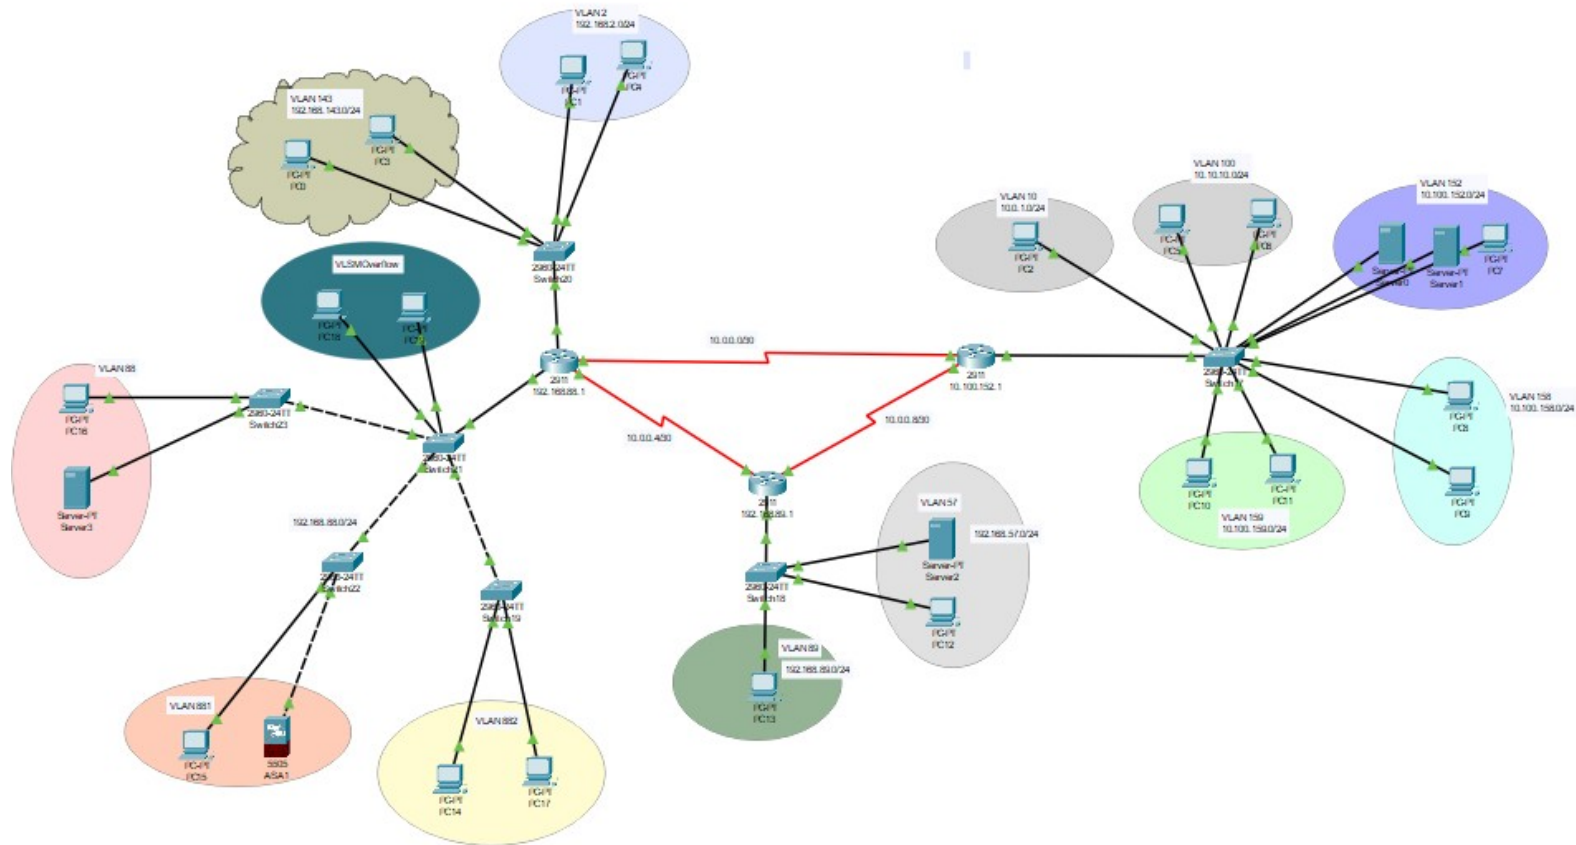 VLAN 2
192.168.2.0/24
PC-PT
PC1
PC-PT
PC4
VLAN 143
192.168.143.0/24
PC-PT
PC3
PC-PT
PC0
2960-24TT
Switch20
VLSMOverflow
PC-PT
PC18
PC-PT
VLAN 88
PC-PT
PC16
Server-PT
Server3
2960-24TT
Switch23
2960-24TT
Switch21
2911
192.168.88.1
10.0.0.0/30
10.0.0.4/30
10.0.0.8/30
2911
10.100.152.1
2911
192.168.89.1
192.168.88.0/24
2960-24TT
Switch22
2960-24TT
Switch19
VLAN 881
PC-PT
PC15
5505
ASA1
VLAN 882
PC-PT
PC14
PC-PT
PC17
2960-24TT
Switch18
VLAN 57
192.168.57.0/24
Server-PT
Server2
PC-PT
PC12
VLAN 89
192.168.89.0/24
PC-PT
PC13
VLAN 10
10.0.1.0/24
PC-PT
PC2
VLAN 100
10.10.10.0/24
PC-PT
PC5
PC-PT
PC6
VLAN 152
10.100.152.0/24
Server-PT
Server0
Server-PT
Server1
PC-PT
PC7
2960-24TT
Switch17
VLAN 158
10.100.158.0/24
PC-PT
PC8
PC-PT
PC9
PC-PT
PC10
PC-PT
PC11
VLAN 159
10.100.159.0/24